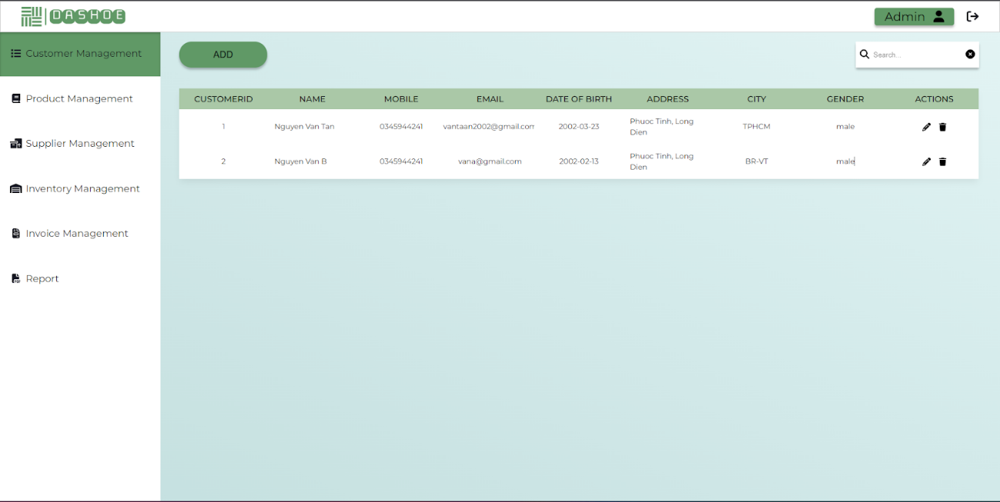 DASHOE
Admin
Customer Management
Product Management
Supplier Management
Inventory Management
Invoice Management
Report
ADD
Search...
CUSTOMERID NAME MOBILE EMAIL DATE OF BIRTH ADDRESS CITY GENDER ACTIONS
1 Nguyen Van Tan 0345944241 vantaan2002@gmail.com 2002-03-23 Phuoc Tinh, Long
Dien TPHCM male
2 Nguyen Van B 0345944241 vana@gmail.com 2002-02-13 Phuoc Tinh, Long
Dien BR-VT male